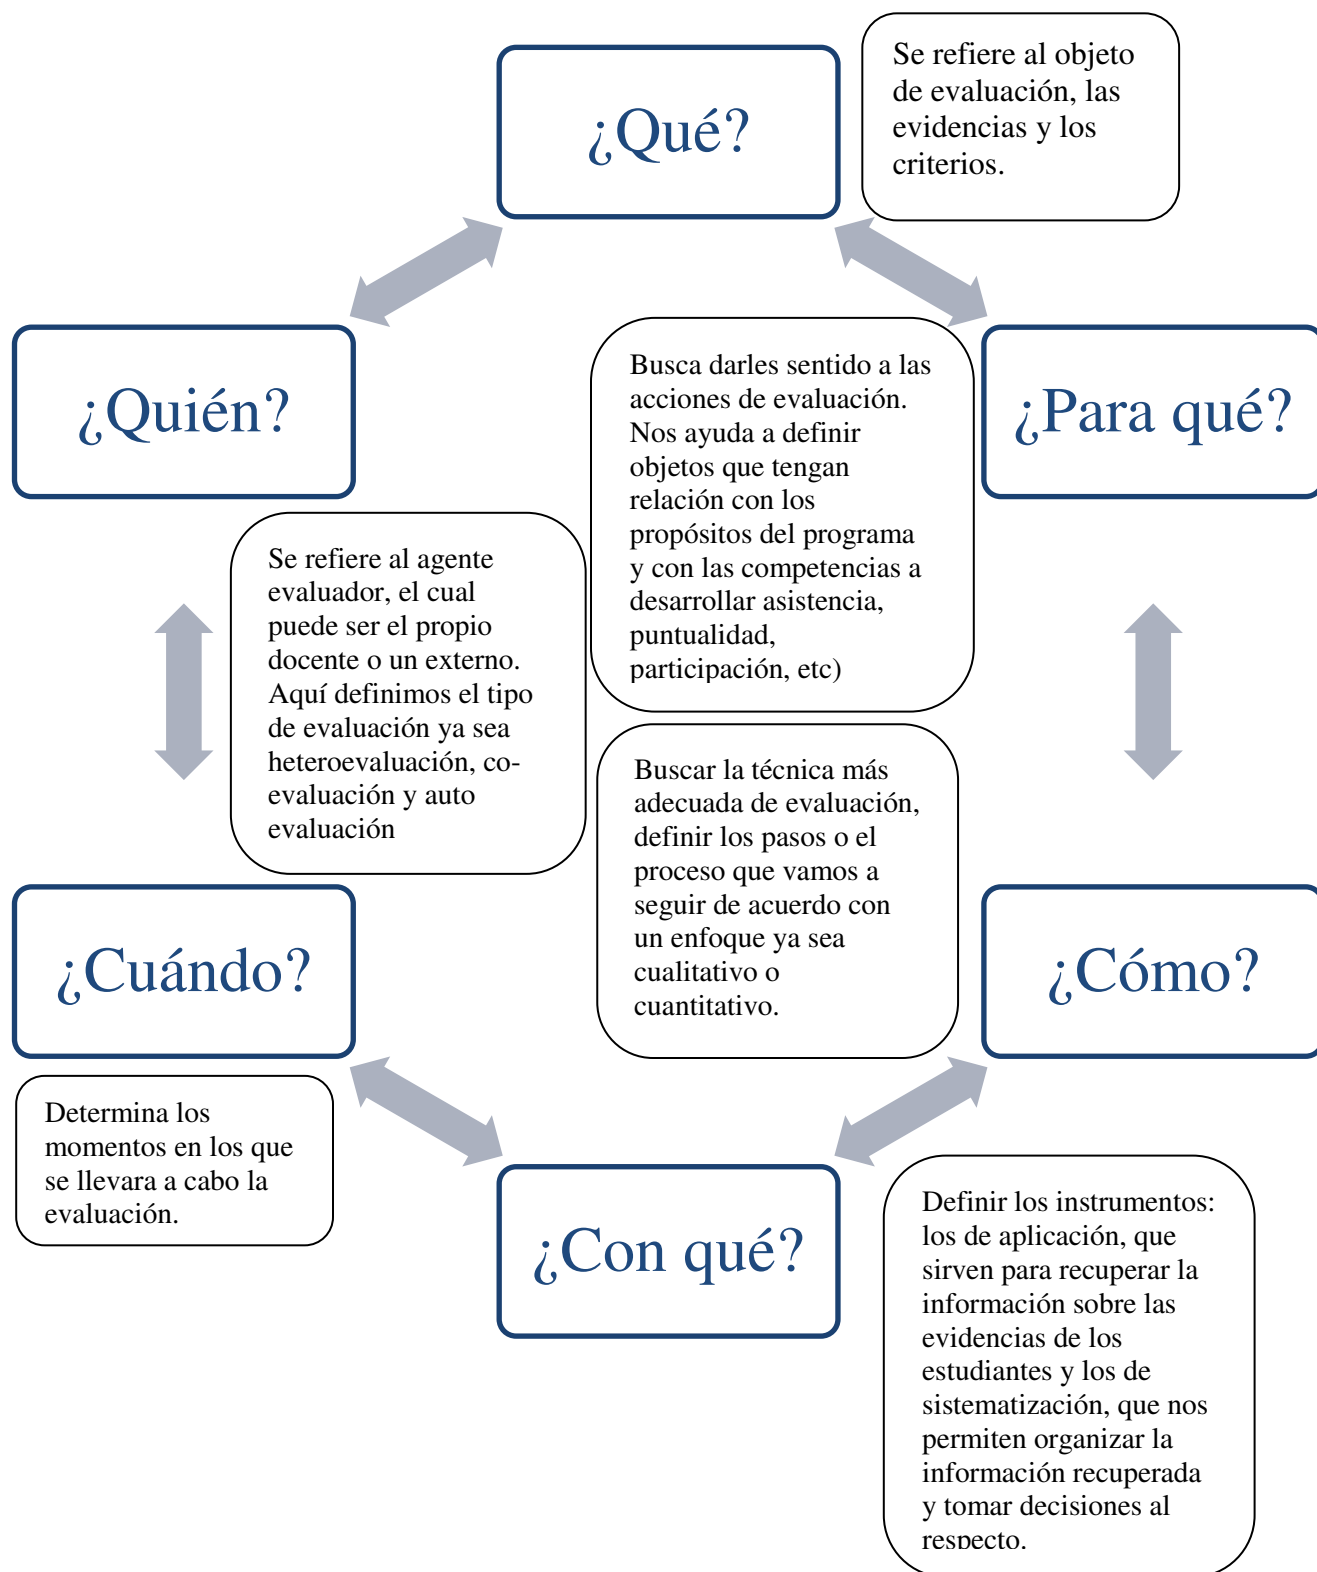 ¿Qué?
Se refiere al objeto
de evaluación, las
evidencias y los
criterios.
¿Quién?
¿Para qué?
Busca darles sentido a las
acciones de evaluación.
Nos ayuda a definir
objetos que tengan
relación con los
propósitos del programa
y con las competencias a
desarrollar asistencia,
puntualidad,
participación, etc)
Se refiere al agente
evaluador, el cual
puede ser el propio
docente o un externo.
Aquí definimos el tipo
de evaluación ya sea
heteroevaluación, co-
evaluación y auto
evaluación
Buscar la técnica más
adecuada de evaluación,
definir los pasos o el
proceso que vamos a
seguir de acuerdo con
un enfoque ya sea
cualitativo o
cuantitativo.
¿Cuándo?
¿Cómo?
Determina los
momentos en los que
se llevara a cabo la
evaluación.
¿Con qué?
Definir los instrumentos:
los de aplicación, que
sirven para recuperar la
información sobre las
evidencias de los
estudiantes y los de
sistematización, que nos
permiten organizar la
información recuperada
y tomar decisiones al
respecto.